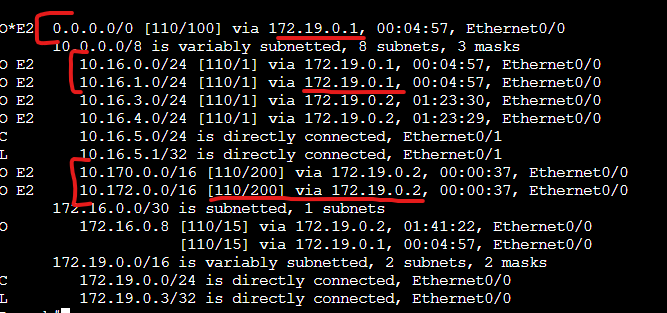 O*E2  0.0.0.0/0 [110/100] via 172.19.0.1, 00:04:57, Ethernet0/0
      10.0.0.0/8 is variably subnetted, 8 subnets, 3 masks
O E2     10.16.0.0/24 [110/1] via 172.19.0.1, 00:04:57, Ethernet0/0
O E2     10.16.1.0/24 [110/1] via 172.19.0.1, 00:04:57, Ethernet0/0
O E2     10.16.3.0/24 [110/1] via 172.19.0.2, 01:23:30, Ethernet0/0
O E2     10.16.4.0/24 [110/1] via 172.19.0.2, 01:23:29, Ethernet0/0
C        10.16.5.0/24 is directly connected, Ethernet0/1
L        10.16.5.1/32 is directly connected, Ethernet0/1
O E2     10.170.0.0/16 [110/200] via 172.19.0.2, 00:00:37, Ethernet0/0
O E2     10.172.0.0/16 [110/200] via 172.19.0.2, 00:00:37, Ethernet0/0
      172.16.0.0/30 is subnetted, 1 subnets
O        172.16.0.8 [110/15] via 172.19.0.2, 01:41:22, Ethernet0/0
                    [110/15] via 172.19.0.1, 00:04:57, Ethernet0/0
      172.19.0.0/16 is variably subnetted, 2 subnets, 2 masks
C        172.19.0.0/24 is directly connected, Ethernet0/0
L        172.19.0.3/32 is directly connected, Ethernet0/0